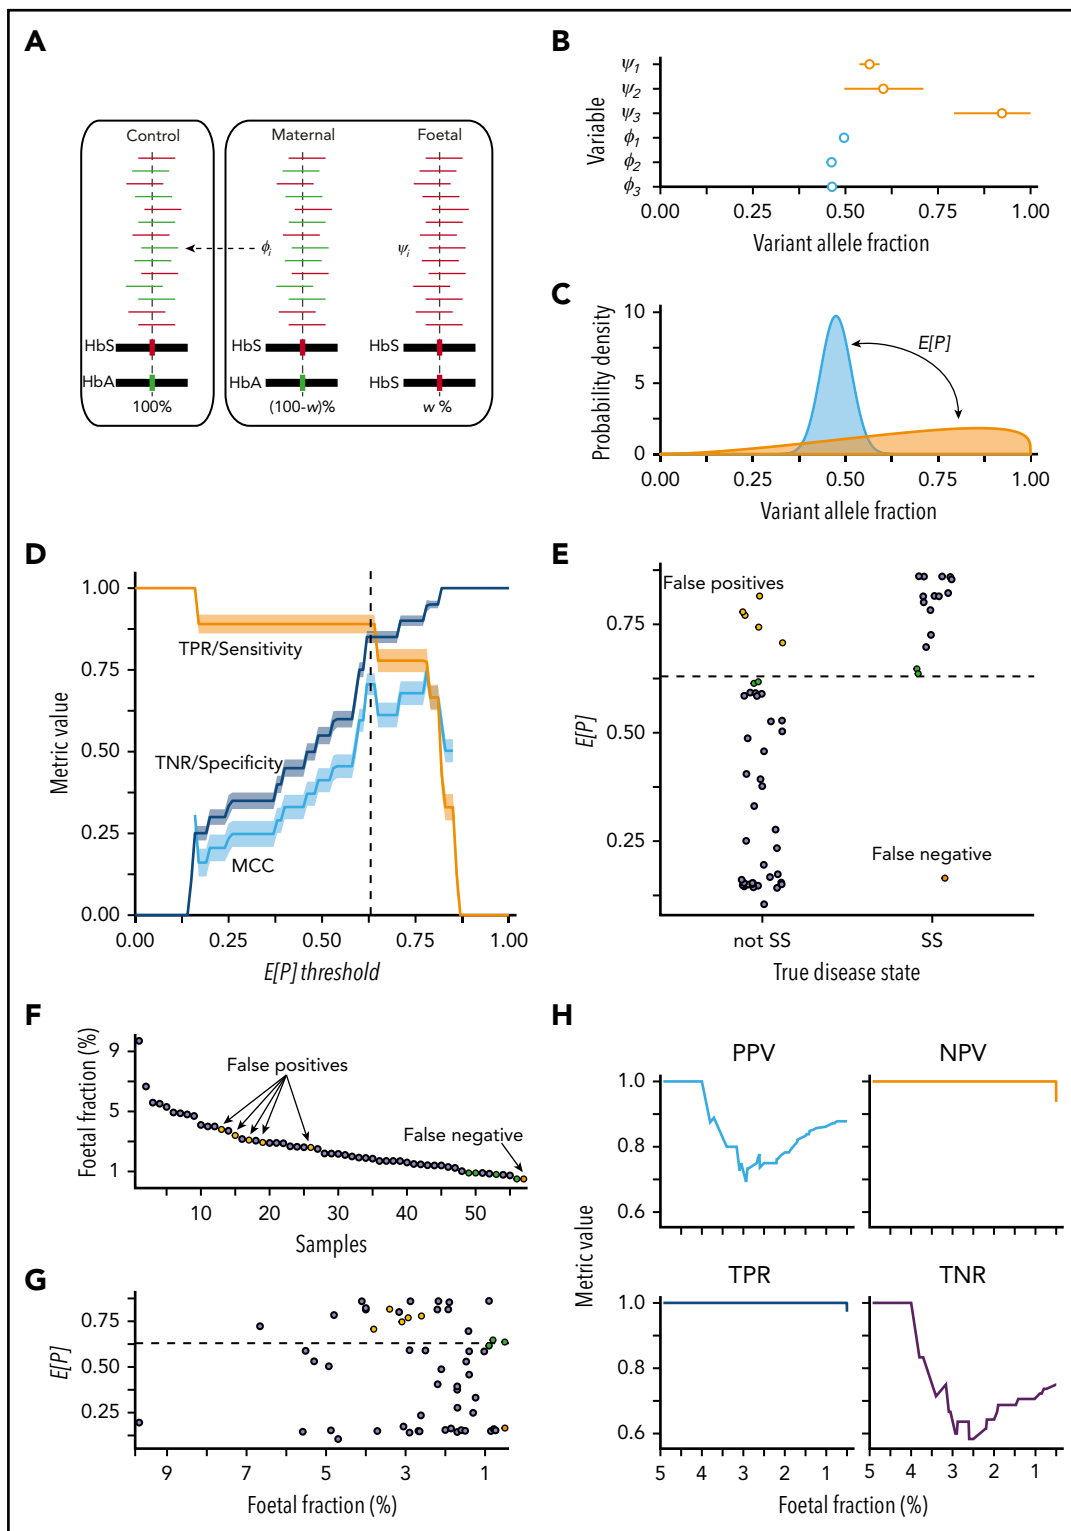 A
Control
Maternal
Foetal
ϕi
ψi
HbS
HbS
HbS
HbA
HbA
HbS
100%
(100-w)%
w %
B
Variable
ψ1
ψ2
ψ3
ϕ1
ϕ2
ϕ3
0.00 0.25 0.50 0.75 1.00
Variant allele fraction
C
Probability density
10
5
0
E[P]
0.00 0.25 0.50 0.75 1.00
Variant allele fraction
D
Metric value
1.00
0.75
0.50
0.25
0.00
TPR/Sensitivity
TNR/Specificity
MCC
0.00 0.25 0.50 0.75 1.00
E[P] threshold
E
E[P]
0.75
0.50
0.25
False positives
False negative
not SS SS
True disease state
F
Foetal fraction (%)
9
5
1
False positives
False negative
10 20 30 40 50
Samples
G
E[P]
0.75
0.50
0.25
9 7 5 3 1
Foetal fraction (%)
H
Metric value
PPV NPV
1.0
0.8
0.6
TPR TNR
1.0
0.8
0.6
5 4 3 2 1 5 4 3 2 1
Foetal fraction (%)